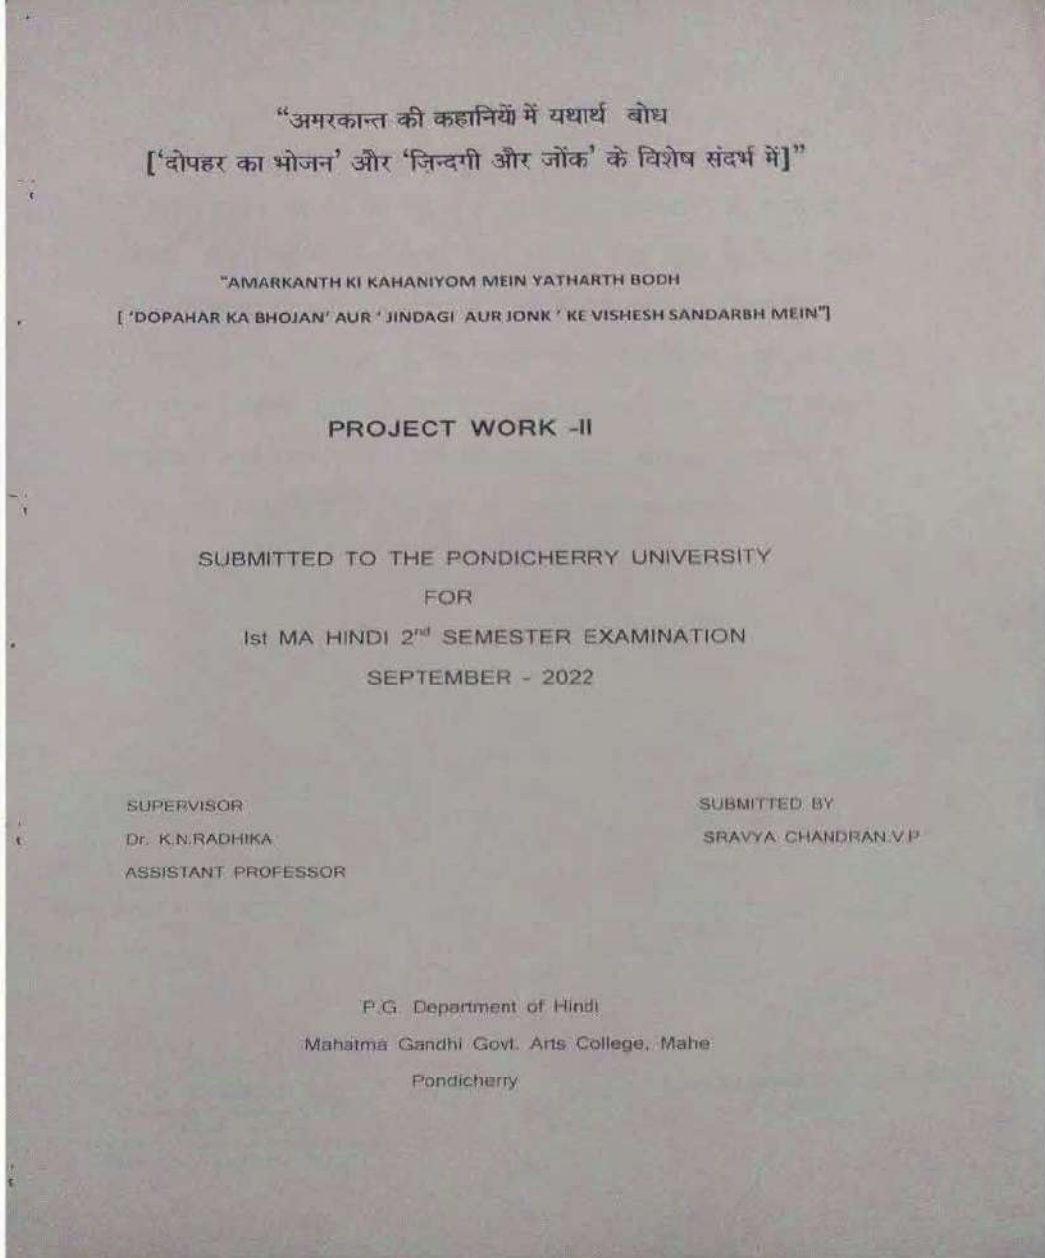 “अमरकान्त की कहानियों में यथार्थ बोध
[‘दोपहर का भोजन’ और ‘ज़िन्दगी और जोंक’ के विशेष संदर्भ में]”
“AMARKANTH KI KAHANIYOM MEIN YATHARTH BODH
[ ‘DOPAHAR KA BHOJAN’ AUR ‘ JINDAGI AUR JONK ’ KE VISHESH SANDARBH MEIN”]
PROJECT WORK -II
SUBMITTED TO THE PONDICHERRY UNIVERSITY
FOR
Ist MA HINDI 2nd SEMESTER EXAMINATION
SEPTEMBER - 2022
SUPERVISOR
Dr. K.N.RADHIKA
ASSISTANT PROFESSOR
SUBMITTED BY
SRAVYA CHANDRAN.V.P
P.G. Department of Hindi
Mahatma Gandhi Govt. Arts College, Mahe
Pondicherry